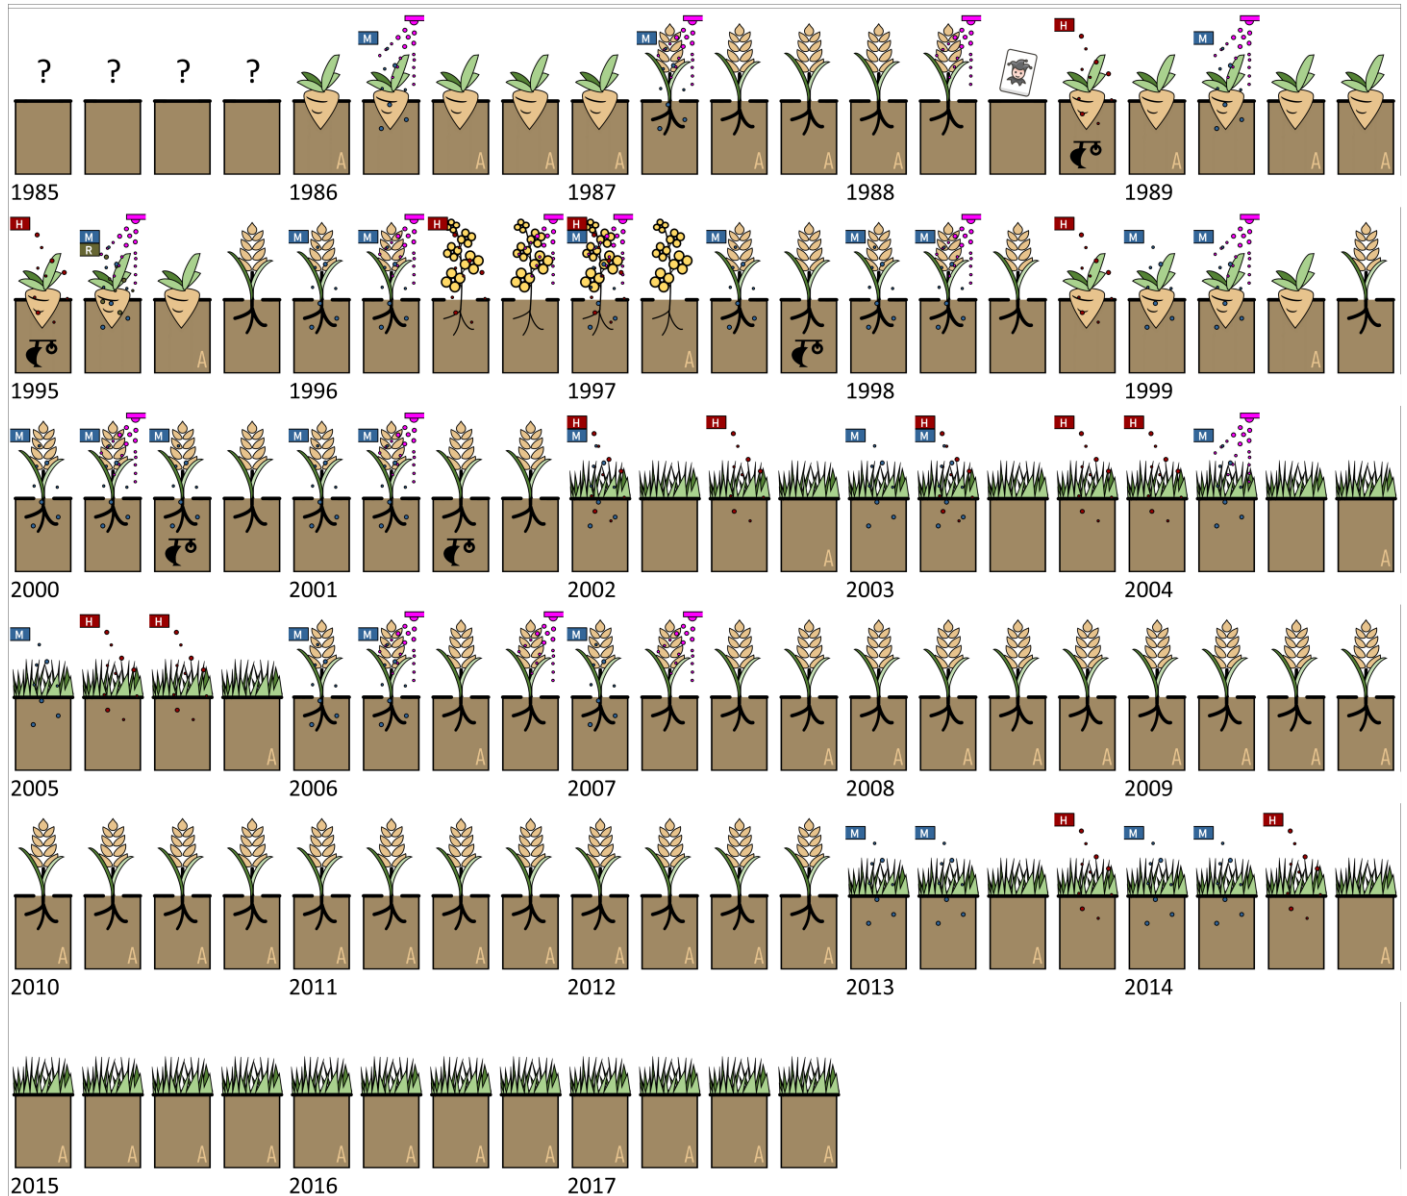 H
M M M
? ? ? ?
A A A A A A A A A A
1985 1986 1987 1988 1989
H H H
M M M H M M M M M M
R
A A A
1995 1996 1997 1998 1999
H H H H H
M M M M M M M M M
A A
2000 2001 2002 2003 2004
H H
M M M M
A A A A A A A A A A A A
2005 2006 2007 2008 2009
H H
M M M M
A A A A A A A A A A A A A
2010 2011 2012 2013 2014
A A A A A A A A A A A A
2015 2016 2017